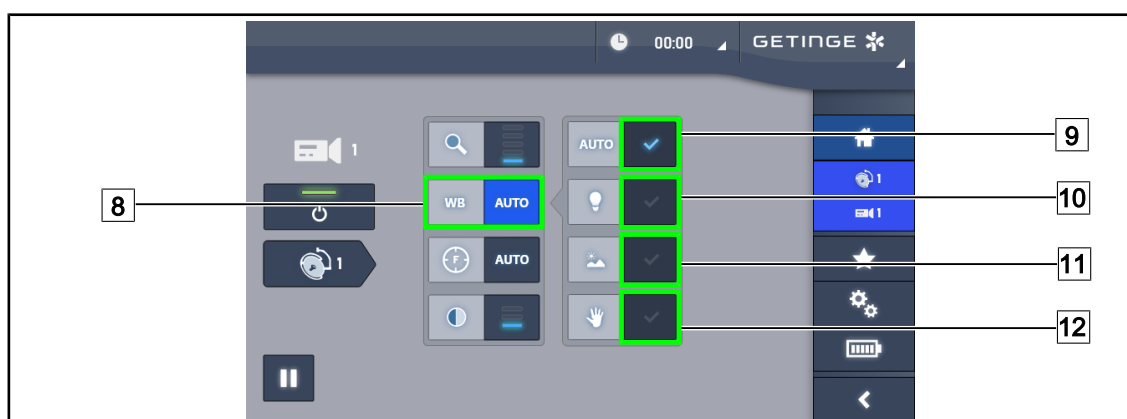 00:00 GETINGE
1 AUTO 9
1
8 WB AUTO 10
1
1 F AUTO 11
12